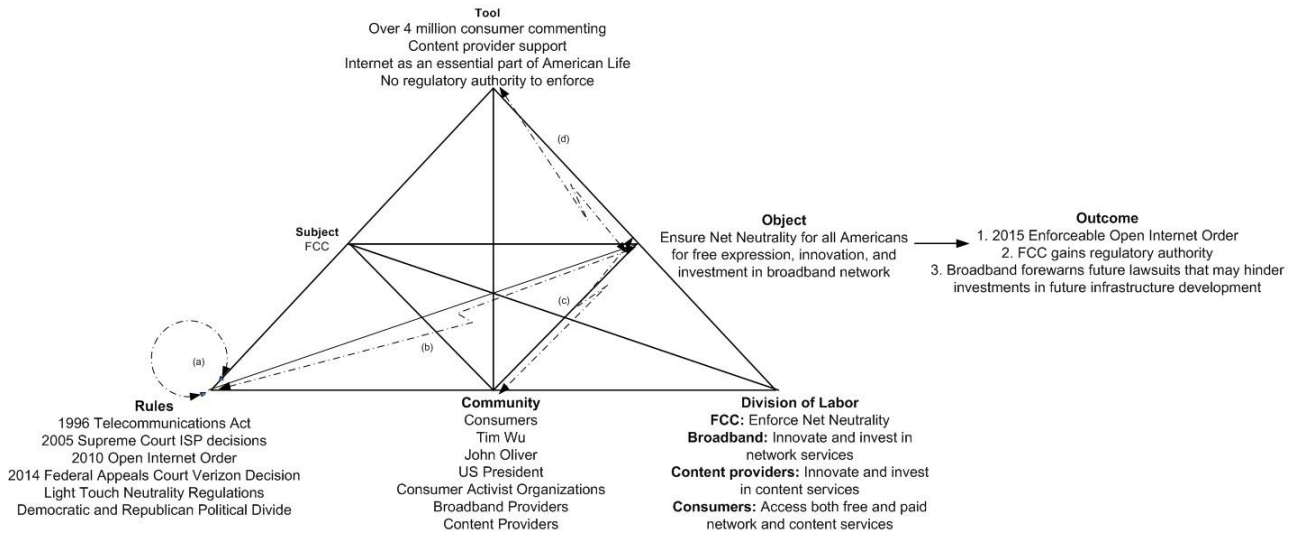 Tool
Over 4 million consumer commenting
Content provider support
Internet as an essential part of American Life
No regulatory authority to enforce
(d)
Subject
FCC
Object
Ensure Net Neutrality for all Americans
for free expression, innovation, and
investment in broadband network
Outcome
1. 2015 Enforceable Open Internet Order
2. FCC gains regulatory authority
3. Broadband forewarns future lawsuits that may hinder
investments in future infrastructure development
(c)
(b)
(a)
Rules
1996 Telecommunications Act
2005 Supreme Court ISP decisions
2010 Open Internet Order
2014 Federal Appeals Court Verizon Decision
Light Touch Neutrality Regulations
Democratic and Republican Political Divide
Community
Consumers
Tim Wu
John Oliver
US President
Consumer Activist Organizations
Broadband Providers
Content Providers
Division of Labor
FCC: Enforce Net Neutrality
Broadband: Innovate and invest in
network services
Content providers: Innovate and invest
in content services
Consumers: Access both free and paid
network and content services